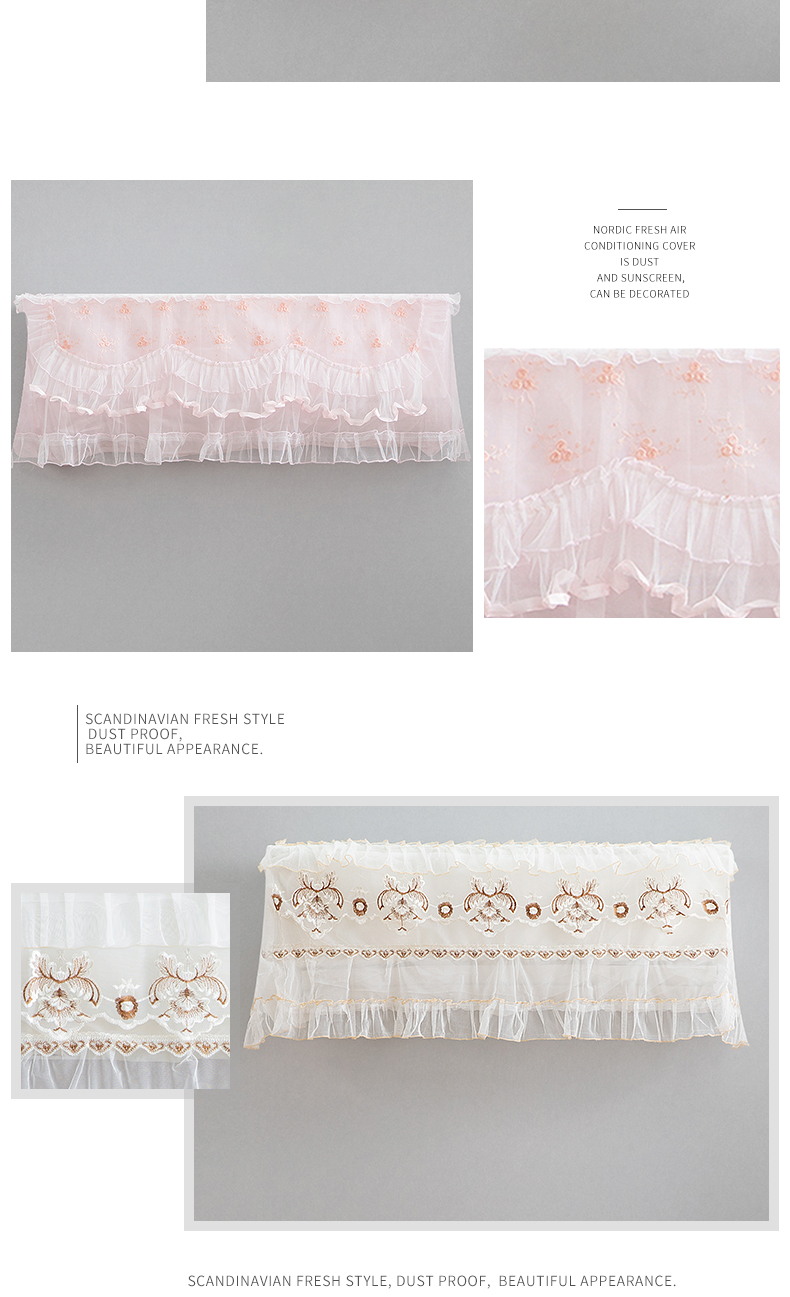 NORDIC FRESH AIR
CONDITIONING COVER
IS DUST
AND SUNSCREEN,
CAN BE DECORATED
SCANDINAVIAN FRESH STYLE
DUST PROOF,
BEAUTIFUL APPEARANCE.
SCANDINAVIAN FRESH STYLE, DUST PROOF, BEAUTIFUL APPEARANCE.